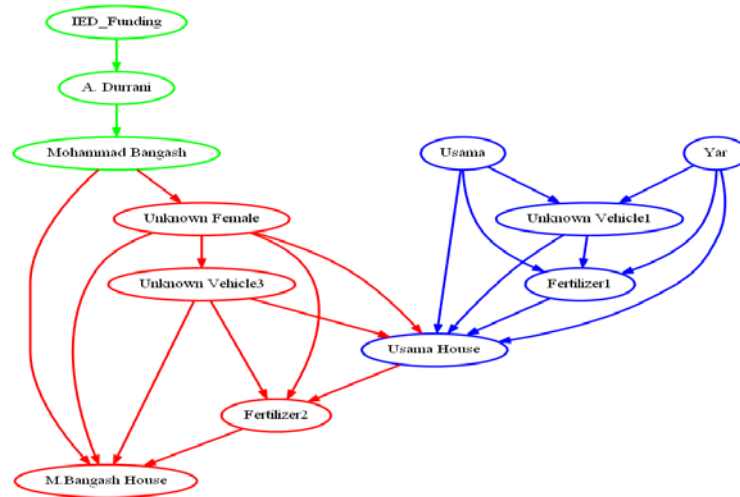 IED_Funding
A. Durrani
Mohammad Bangash
Usama
Yar
Unknown Female
Unknown Vehicle1
Unknown Vehicle3
Fertilizer1
Usama House
Fertilizer2
M.Bangash House